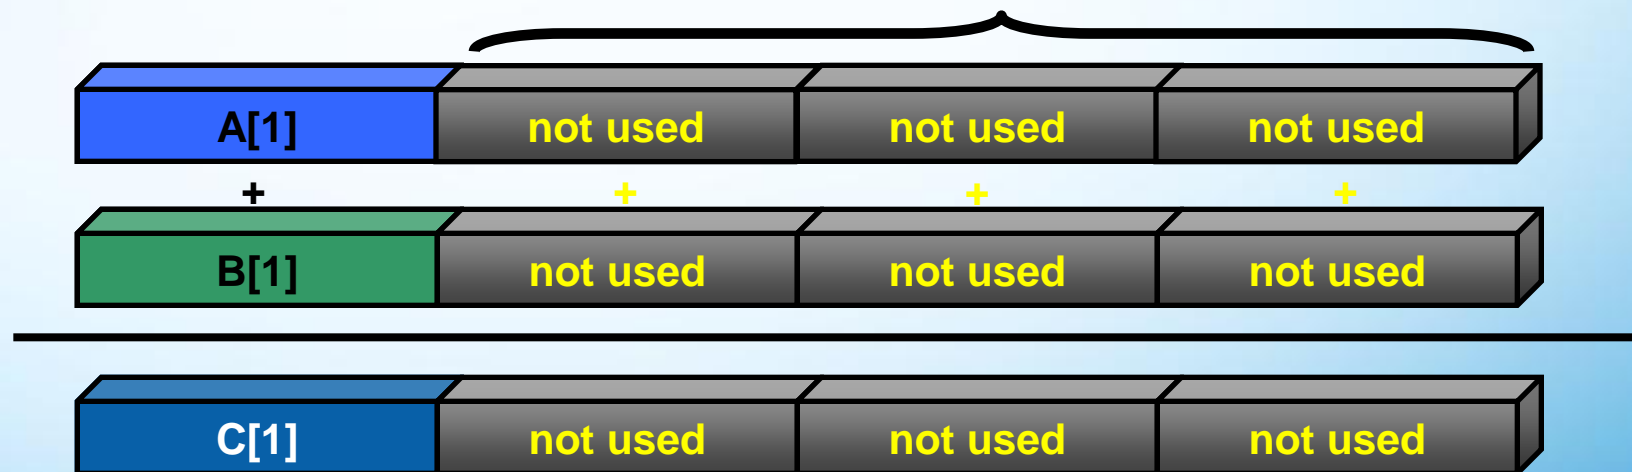 A[1] not used not used not used
+ + + +
B[1] not used not used not used
C[1] not used not used not used